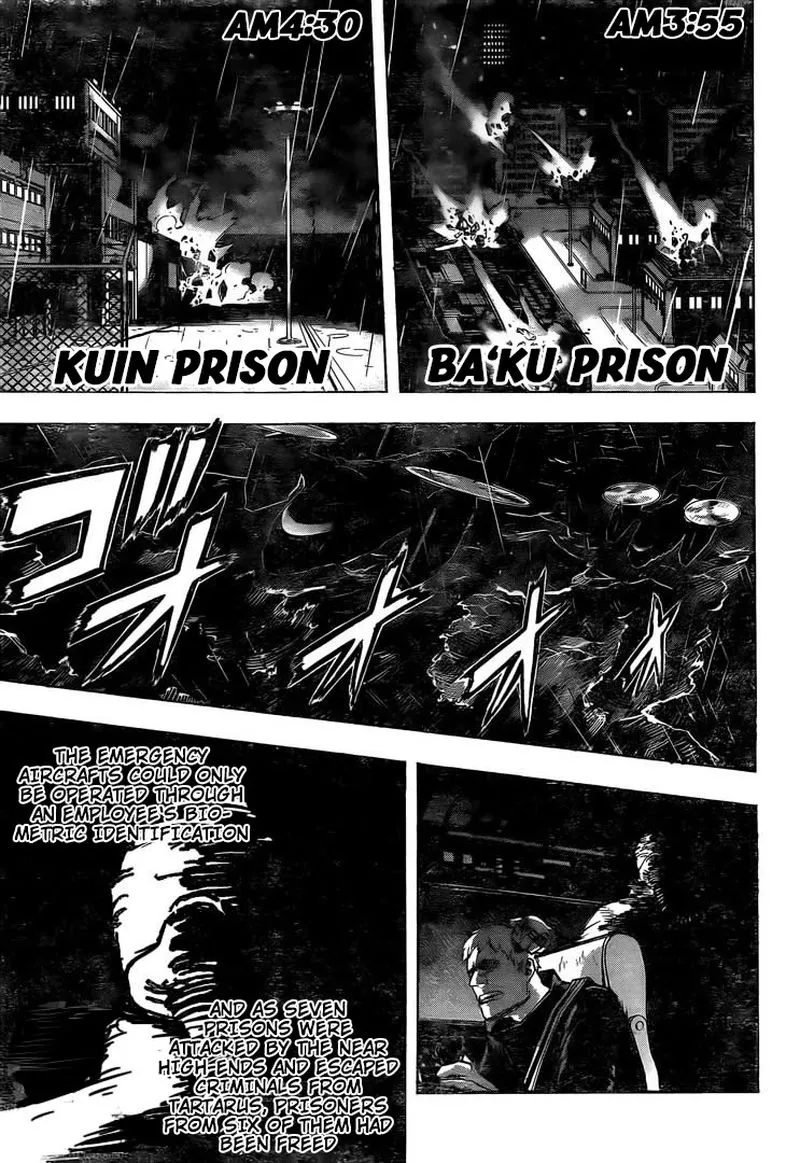 AM3:55
BA'KU PRISON
AM4:30
KUIN PRISON
ゴオオオオ
THE EMERGENCY
AIRCRAFTS COULD ONLY
BE OPERATED THROUGH
AN EMPLOYEE'S BIO-
METRIC IDENTIFICATION
AND AS SEVEN
PRISONS WERE
ATTACKED BY THE NEAR
HIGH-ENDS AND ESCAPED
CRIMINALS FROM
TARTARUS, PRISONERS
FROM SIX OF THEM HAD
BEEN FREED